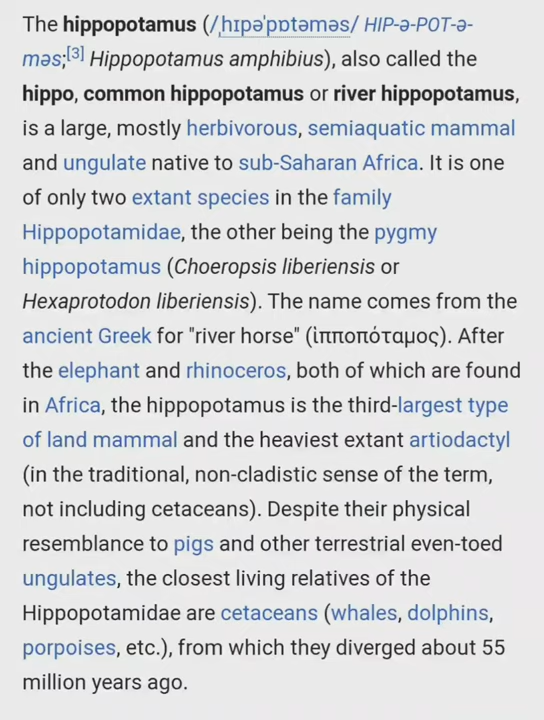 The hippopotamus (/ˌhɪpəˈpɒtəməs/ HIP-ə-POT-ə-
məs;[3] Hippopotamus amphibius), also called the
hippo, common hippopotamus or river hippopotamus,
is a large, mostly herbivorous, semiaquatic mammal
and ungulate native to sub-Saharan Africa. It is one
of only two extant species in the family
Hippopotamidae, the other being the pygmy
hippopotamus (Choeropsis liberiensis or
Hexaprotodon liberiensis). The name comes from the
ancient Greek for "river horse" (ἱπποπόταμος). After
the elephant and rhinoceros, both of which are found
in Africa, the hippopotamus is the third-largest type
of land mammal and the heaviest extant artiodactyl
(in the traditional, non-cladistic sense of the term,
not including cetaceans). Despite their physical
resemblance to pigs and other terrestrial even-toed
ungulates, the closest living relatives of the
Hippopotamidae are cetaceans (whales, dolphins,
porpoises, etc.), from which they diverged about 55
million years ago.